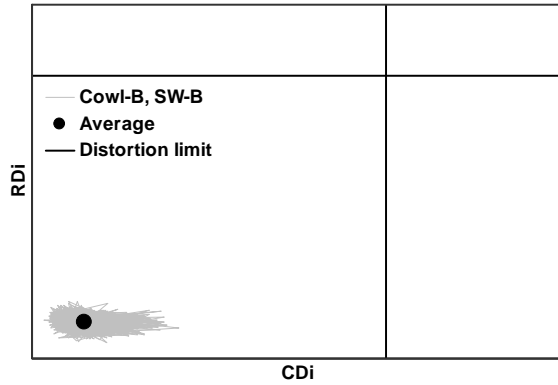 Cowl-B, SW-B
Average
Distortion limit
RDi
CDi